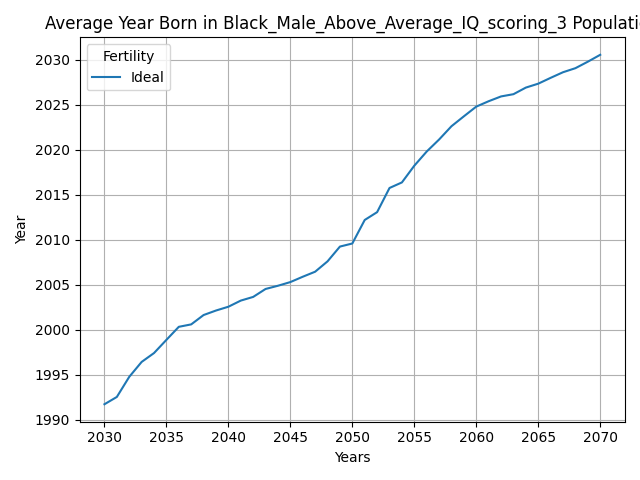 Average Year Born in Black_Male_Above_Average_IQ_scoring_3 Populati
Fertility
Ideal
2030
2025
2020
2015
2010
2005
2000
1995
1990
Year
2030 2035 2040 2045 2050 2055 2060 2065 2070
Years